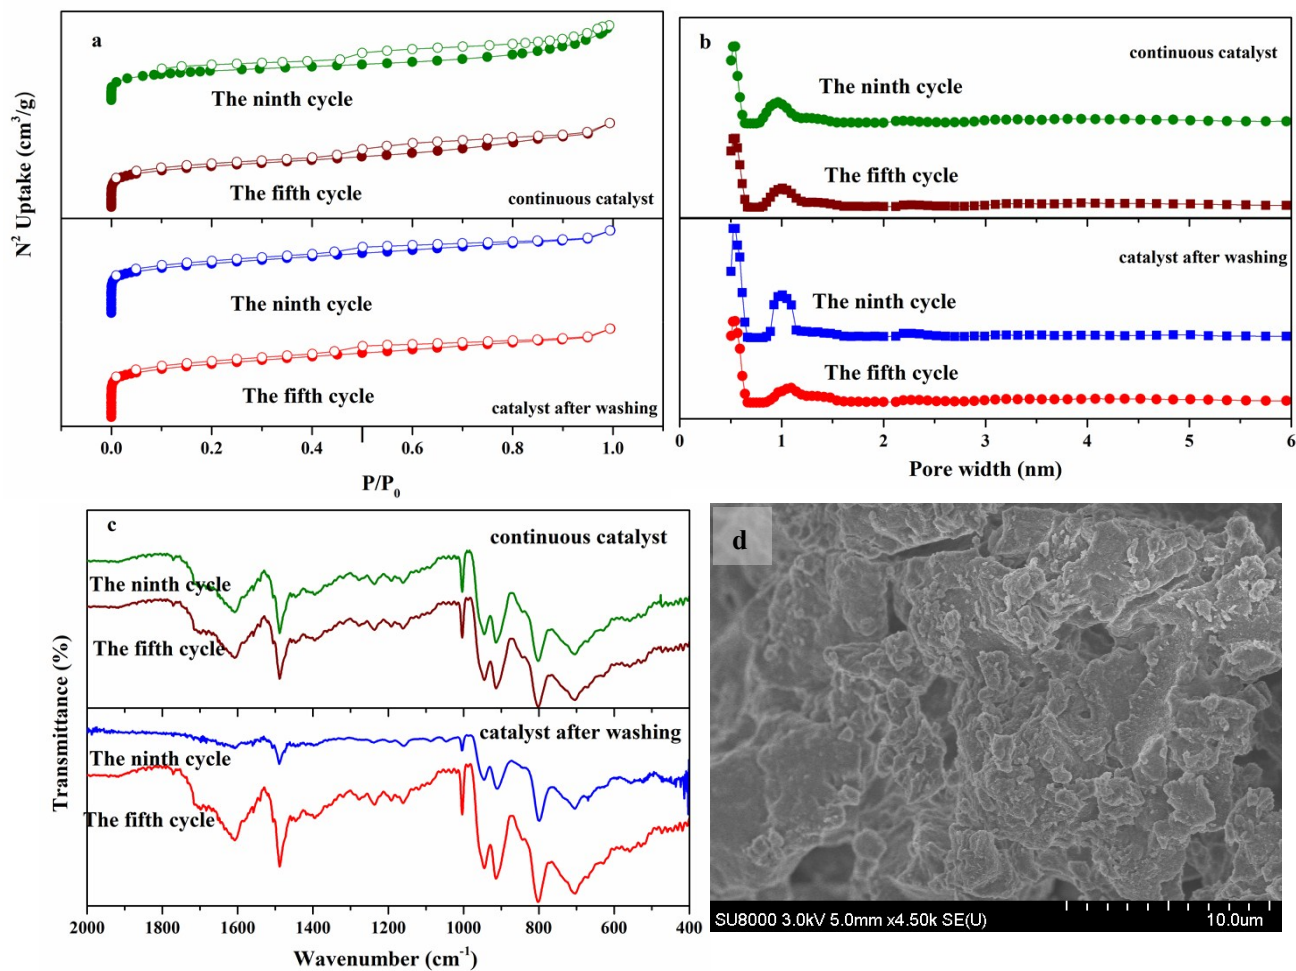 a
The ninth cycle
The fifth cycle
continuous catalyst
The ninth cycle
The fifth cycle
catalyst after washing
N² Uptake (cm³/g)
0.0 0.2 0.4 0.6 0.8 1.0
P/P₀
b
continuous catalyst
The ninth cycle
The fifth cycle
catalyst after washing
The ninth cycle
The fifth cycle
0 1 2 3 4 5 6
Pore width (nm)
c
continuous catalyst
The ninth cycle
The fifth cycle
catalyst after washing
The ninth cycle
The fifth cycle
Transmittance (%)
2000 1800 1600 1400 1200 1000 800 600 400
Wavenumber (cm⁻¹)
d
SU8000 3.0kV 5.0mm x4.50k SE(U) 10.0um